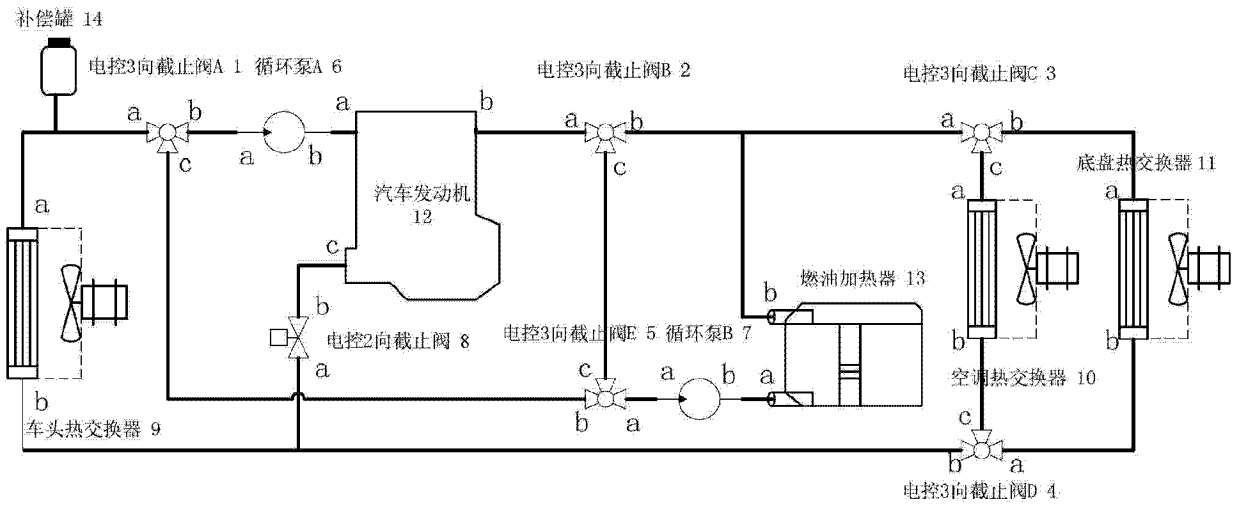 补偿罐 14
电控3向截止阀A 1 循环泵A 6
电控3向截止阀B 2
电控3向截止阀C 3
a
b
c
a
b
a
b
a
b
c
a
b
c
底盘热交换器 11
汽车发动机
12
c
a
b
a
b
a
b
燃油加热器 13
b
a
电控2向截止阀 8
b
a
电控3向截止阀E 5 循环泵B 7
c
b
a
a
b
空调热交换器 10
车头热交换器 9
c
b
a
电控3向截止阀D 4